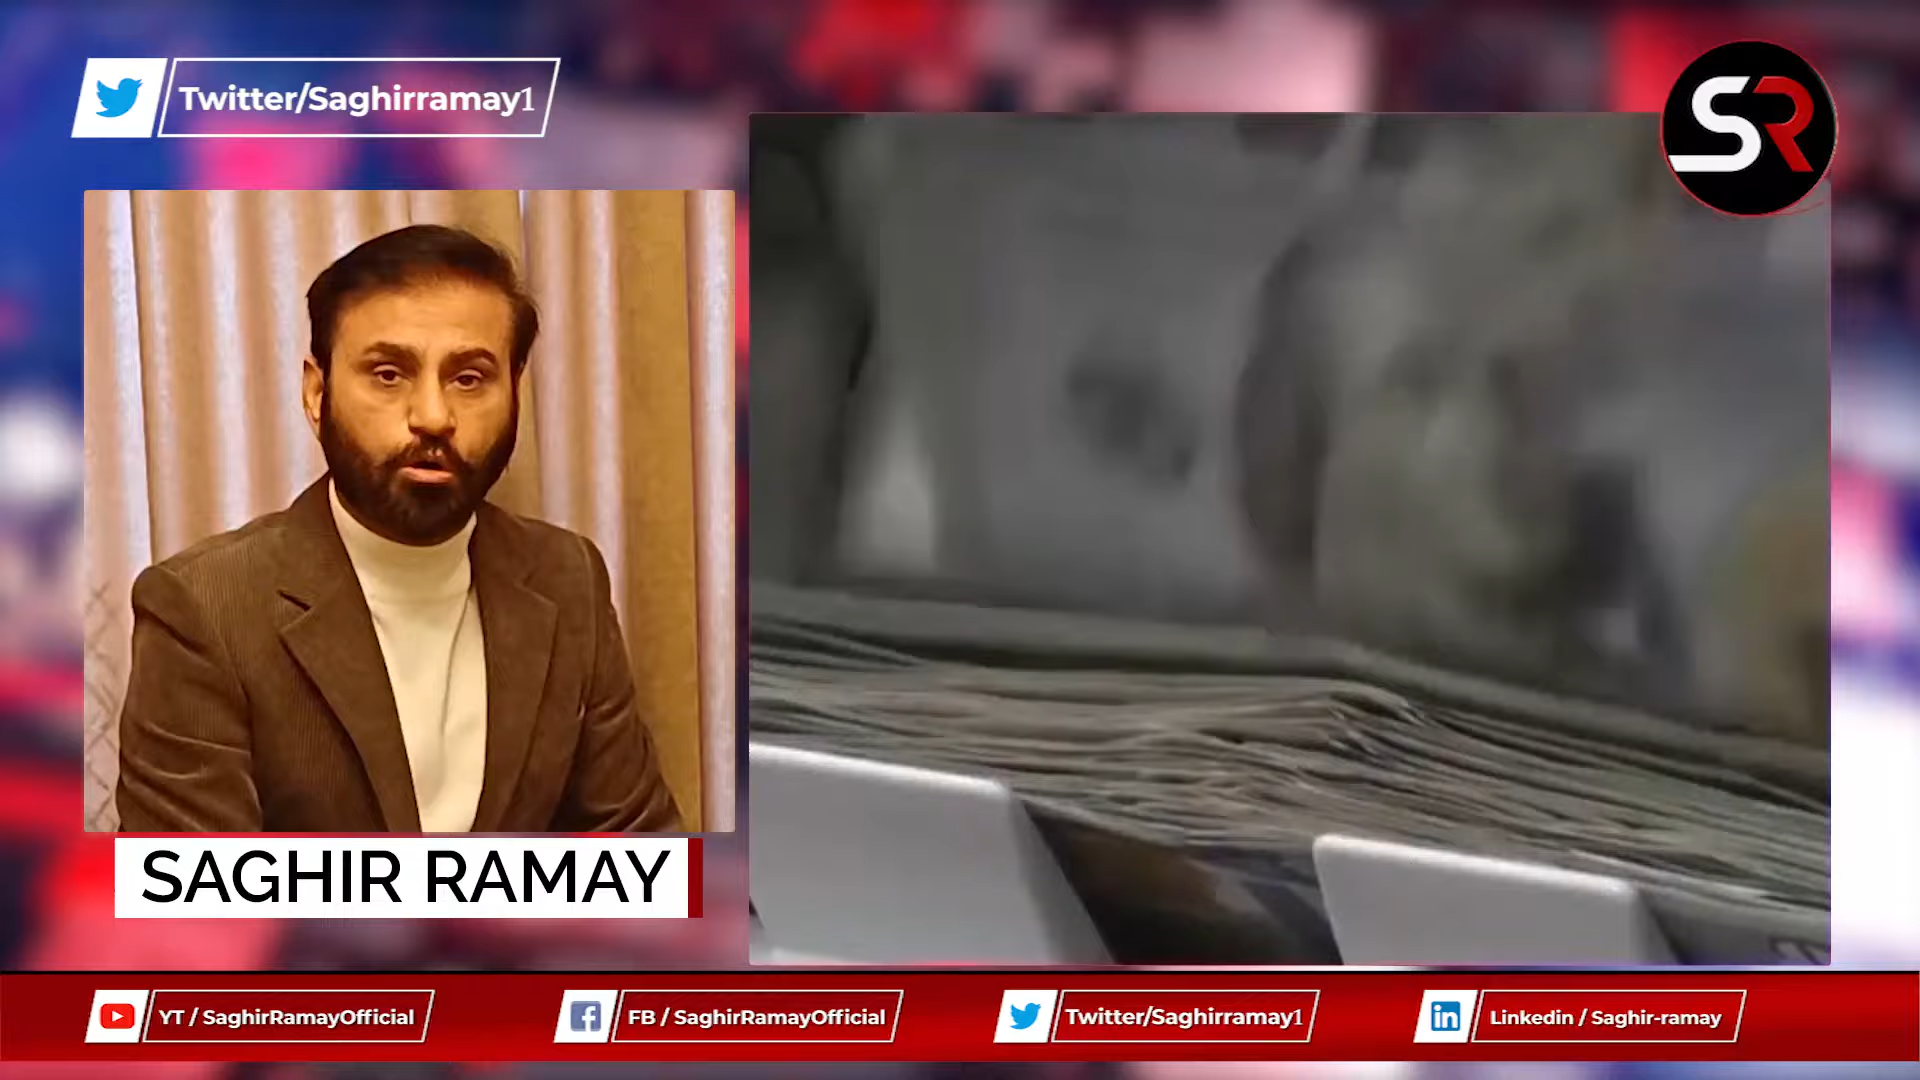 Twitter/Saghirramay1
SR
SAGHIR RAMAY
YT / SaghirRamayOfficial
FB / SaghirRamayOfficial
Twitter/Saghirramay1
Linkedin / Saghir-ramay